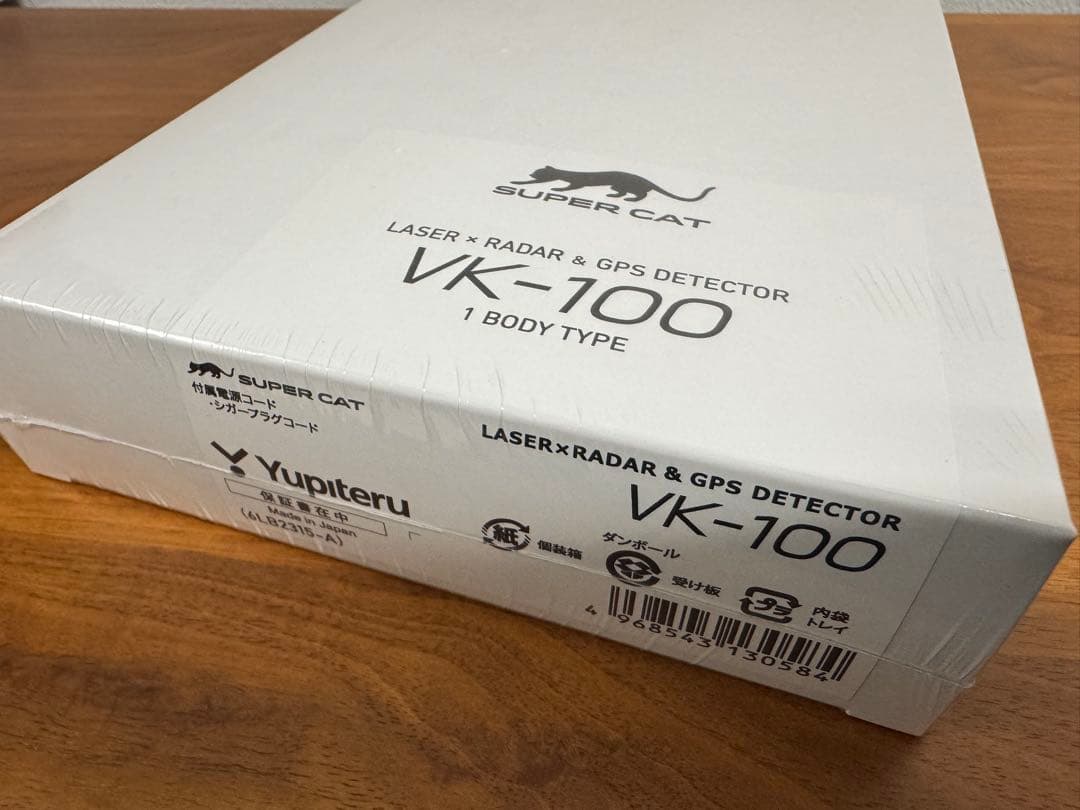 SUPER CAT
LASER × RADAR & GPS DETECTOR
VK-100
1 BODY TYPE
SUPER CAT
付属電源コード
・シガープラグコード
Yupiteru
保証書在中
Made in Japan
(6LB2315-A)
LASER×RADAR & GPS DETECTOR
VK-100
紙
個装箱
ダンボール
受け板
プラ
内袋
トレイ
4 968543 130584